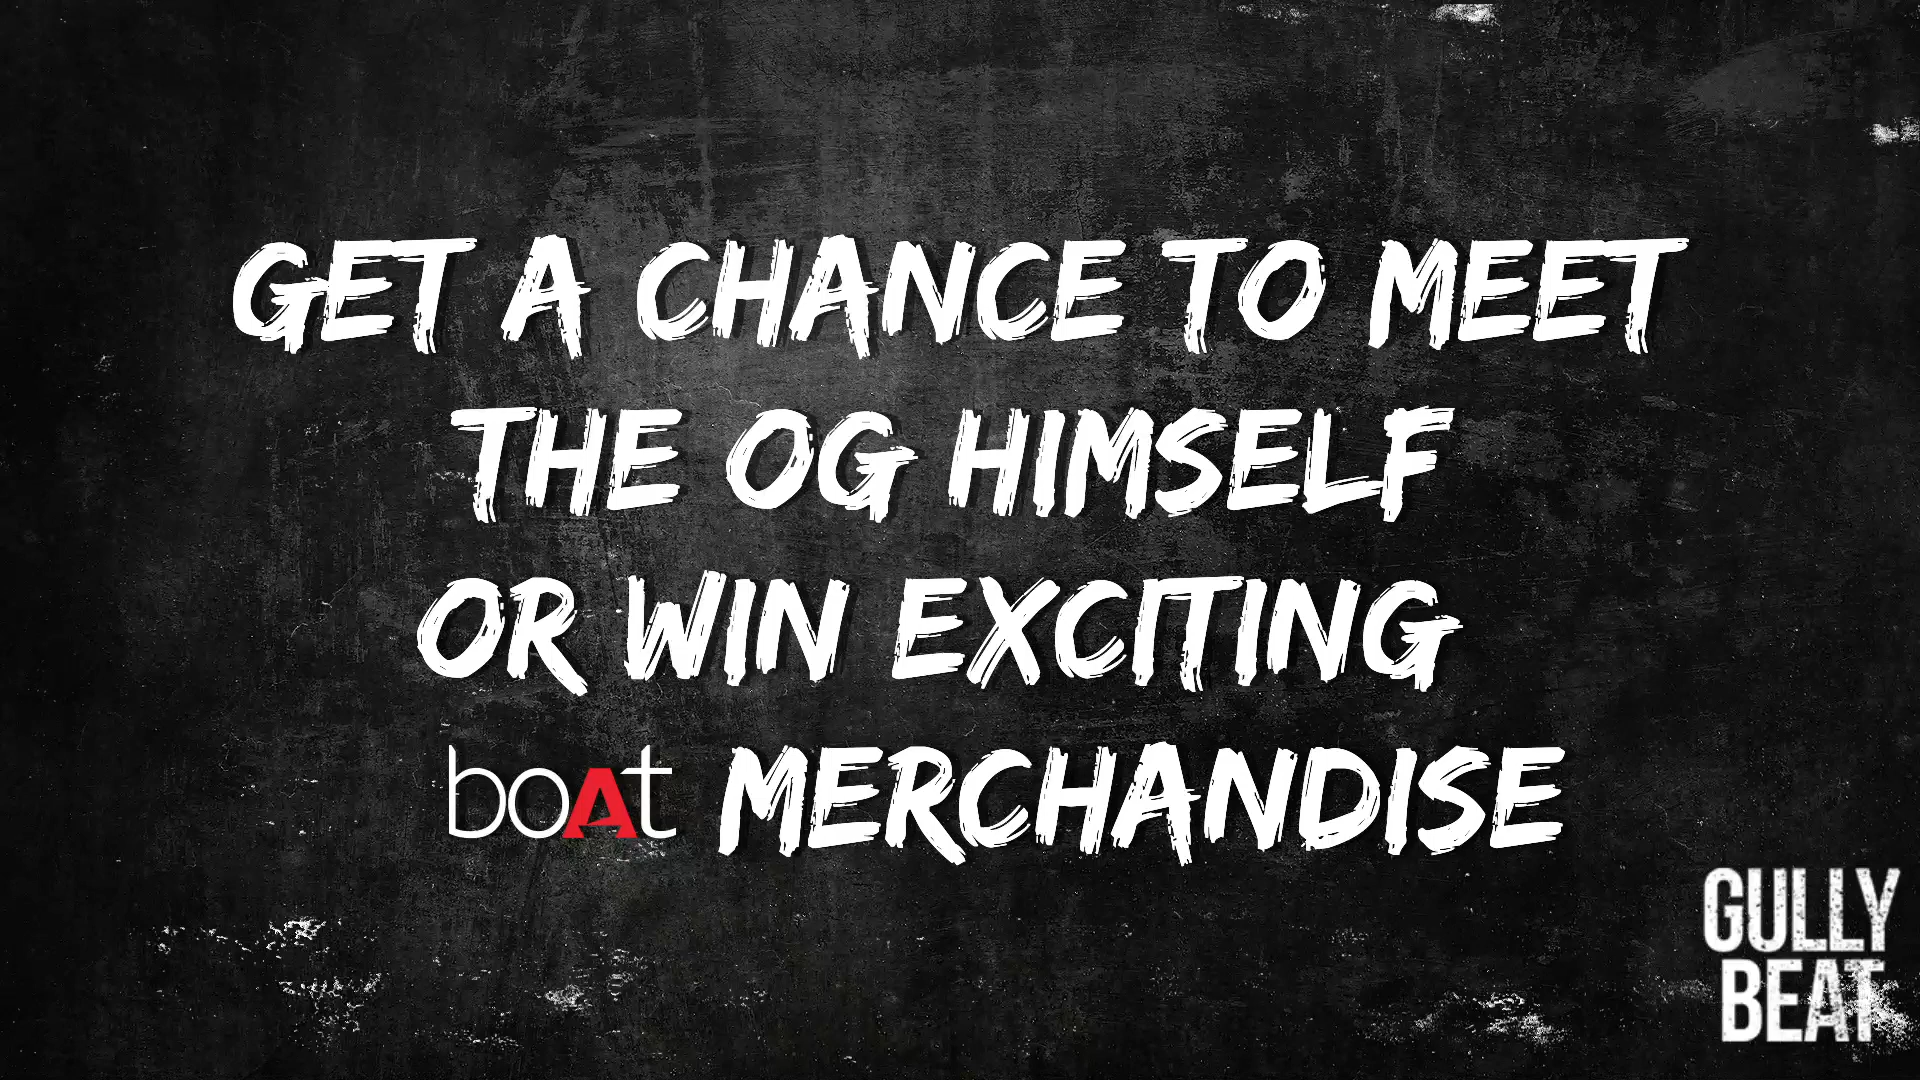 GET A CHANCE TO MEET
THE OG HIMSELF
OR WIN EXCITING
boAt MERCHANDISE
GULLY
BEAT